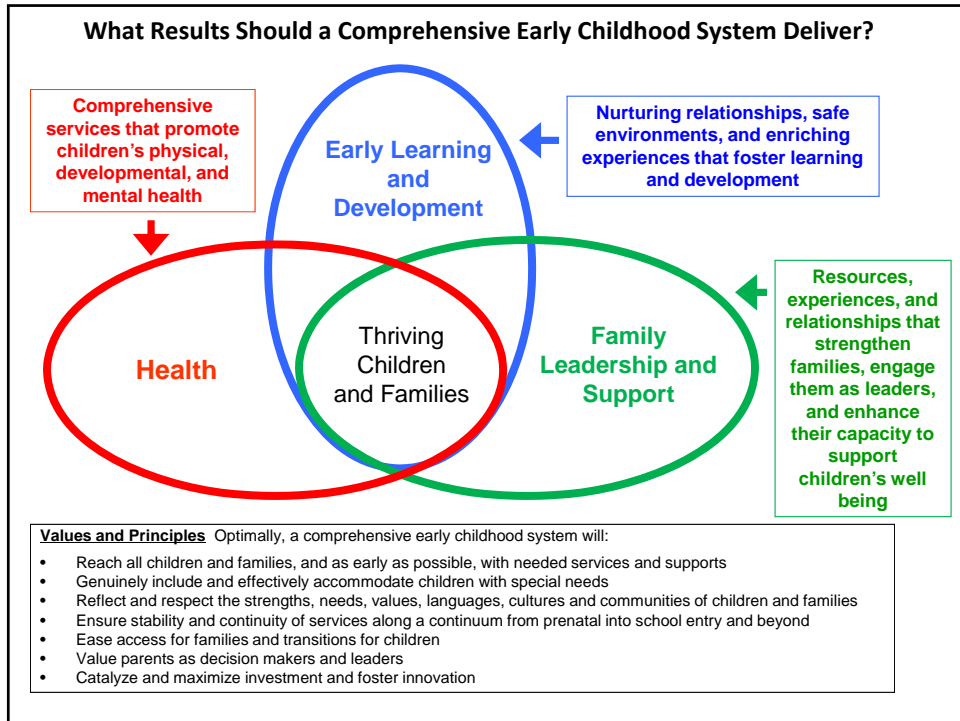 What Results Should a Comprehensive Early Childhood System Deliver?
Comprehensive
services that promote
children's physical,
developmental, and
mental health
Early Learning
and
Development
Nurturing relationships, safe
environments, and enriching
experiences that foster learning
and development
Health
Thriving
Children
and Families
Family
Leadership and
Support
Resources,
experiences, and
relationships that
strengthen
families, engage
them as leaders,
and enhance
their capacity to
support
children's well
being
Values and Principles Optimally, a comprehensive early childhood system will:
• Reach all children and families, and as early as possible, with needed services and supports
• Genuinely include and effectively accommodate children with special needs
• Reflect and respect the strengths, needs, values, languages, cultures and communities of children and families
• Ensure stability and continuity of services along a continuum from prenatal into school entry and beyond
• Ease access for families and transitions for children
• Value parents as decision makers and leaders
• Catalyze and maximize investment and foster innovation